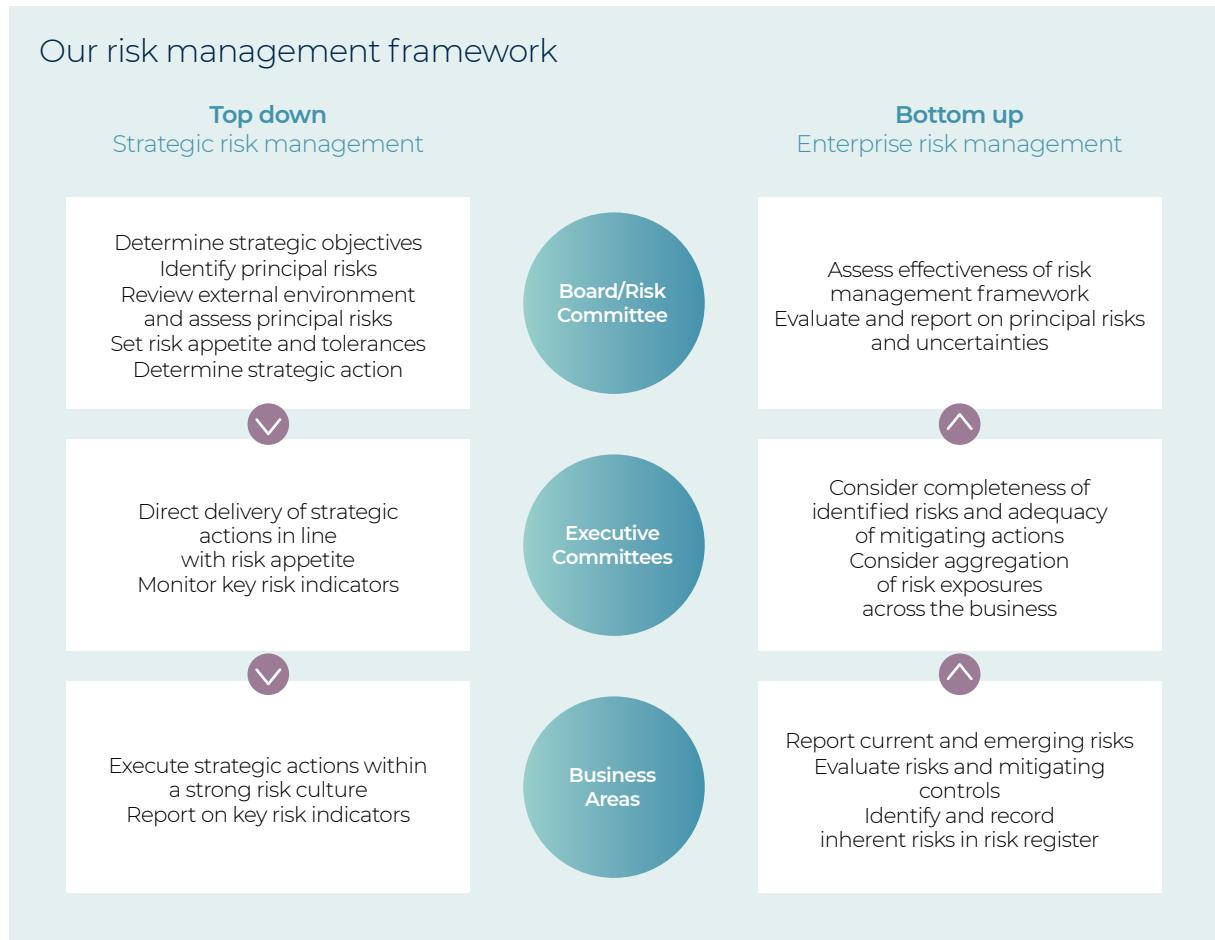 Our risk management framework
Top down
Strategic risk management
Bottom up
Enterprise risk management
Determine strategic objectives
Identify principal risks
Review external environment
and assess principal risks
Set risk appetite and tolerances
Determine strategic action
Board/Risk
Committee
Assess effectiveness of risk
management framework
Evaluate and report on principal risks
and uncertainties
Direct delivery of strategic
actions in line
with risk appetite
Monitor key risk indicators
Executive
Committees
Consider completeness of
identified risks and adequacy
of mitigating actions
Consider aggregation
of risk exposures
across the business
Execute strategic actions within
a strong risk culture
Report on key risk indicators
Business
Areas
Report current and emerging risks
Evaluate risks and mitigating
controls
Identify and record
inherent risks in risk register